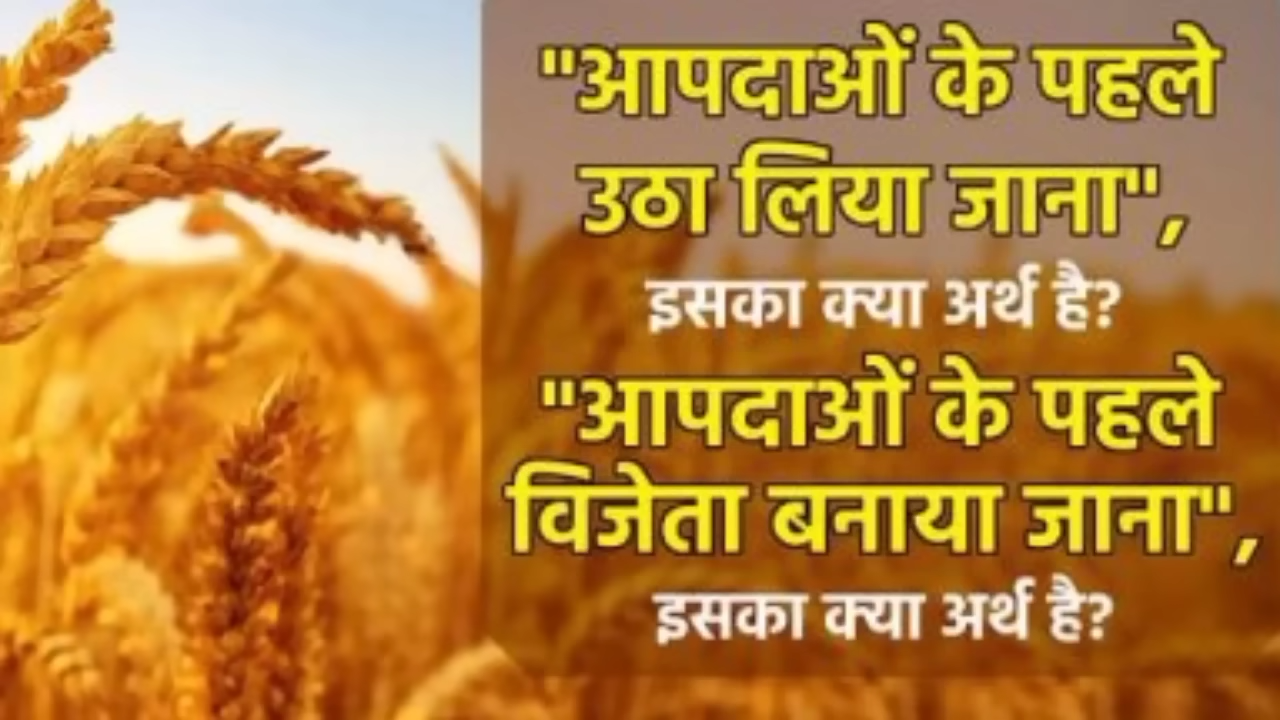 "आपदाओं के पहले
उठा लिया जाना",
इसका क्या अर्थ है?
"आपदाओं के पहले
विजेता बनाया जाना",
इसका क्या अर्थ है?